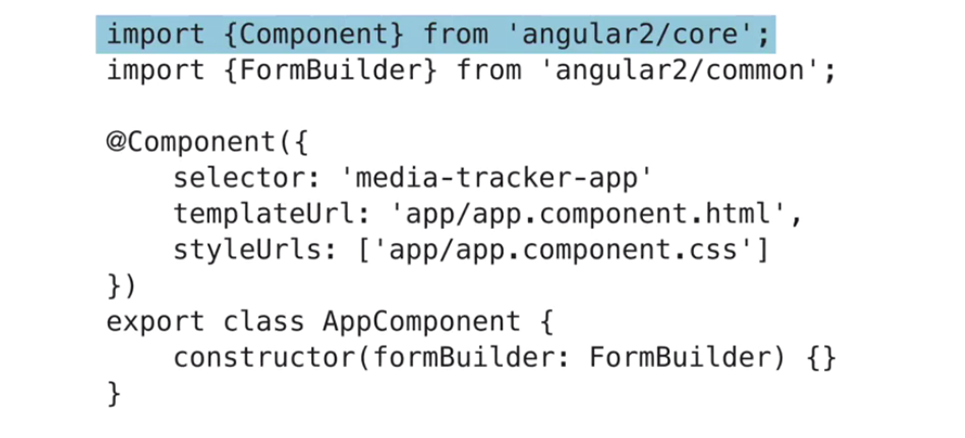 import {Component} from 'angular2/core';
import {FormBuilder} from 'angular2/common';

@Component({
    selector: 'media-tracker-app'
    templateUrl: 'app/app.component.html',
    styleUrls: ['app/app.component.css']
})
export class AppComponent {
    constructor(formBuilder: FormBuilder) {}
}